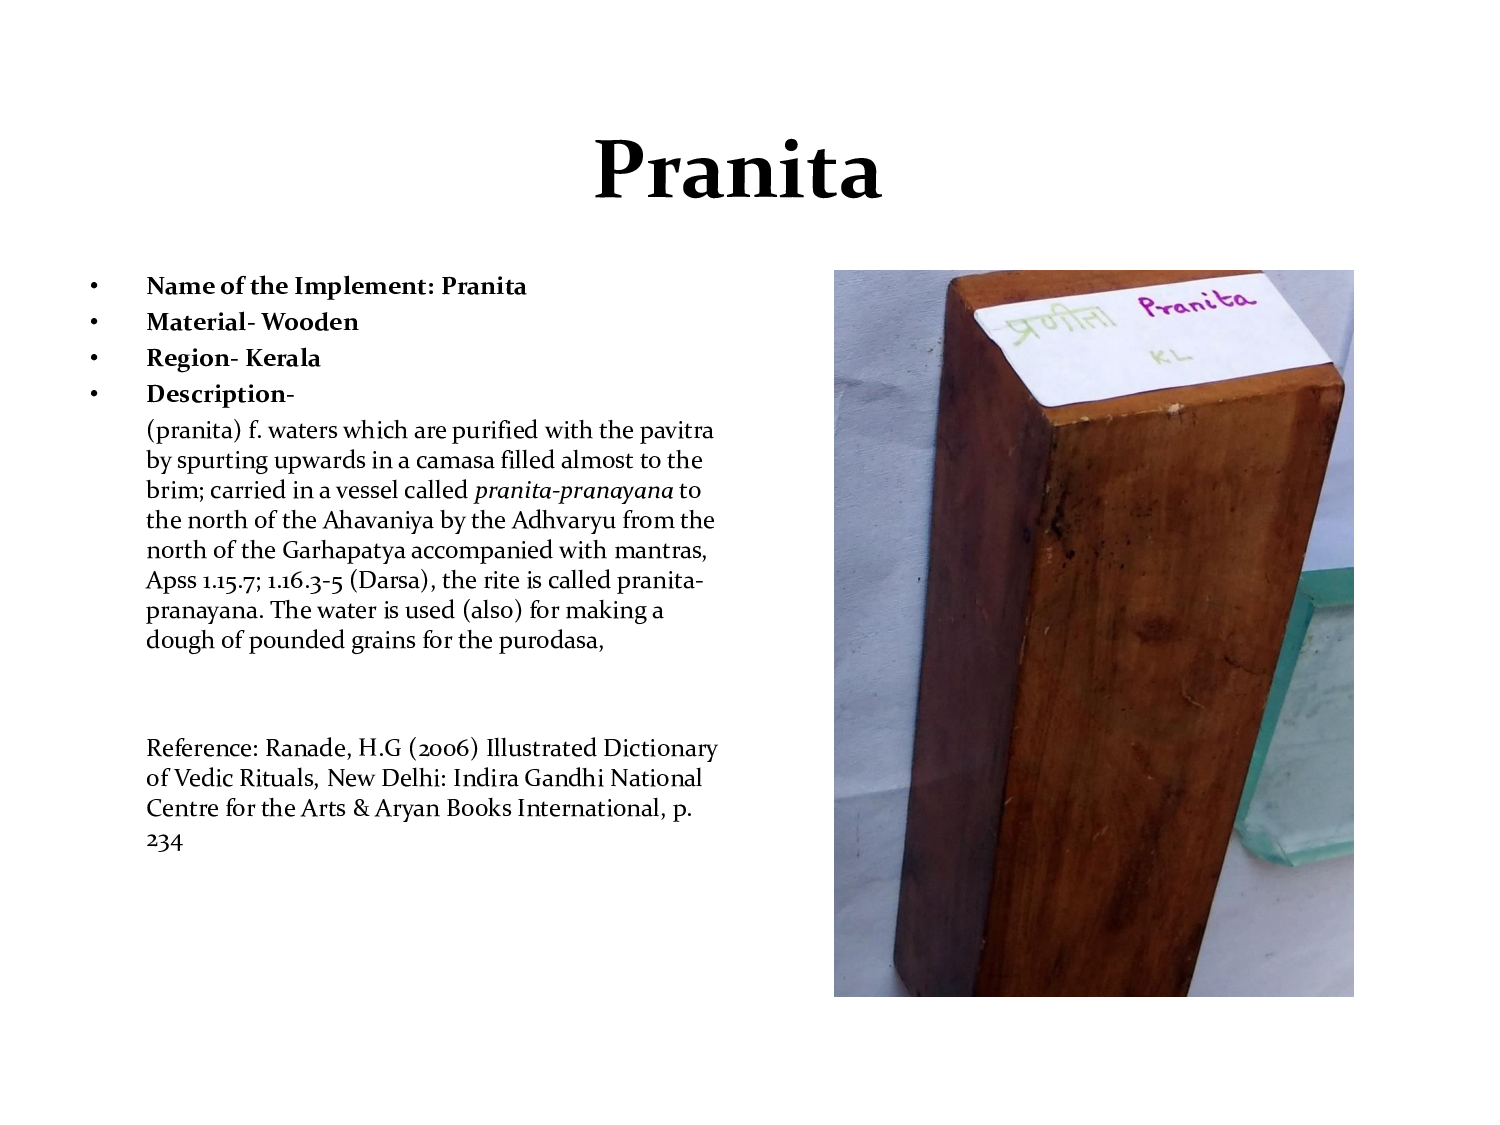 Pranita
• Name of the Implement: Pranita
• Material- Wooden
• Region- Kerala
• Description-
(pranita) f. waters which are purified with the pavitra
by spurting upwards in a camasa filled almost to the
brim; carried in a vessel called pranita-pranayana to
the north of the Ahavaniya by the Adhvaryu from the
north of the Garhapatya accompanied with mantras,
Apss 1.15.7; 1.16.3-5 (Darsa), the rite is called pranita-
pranayana. The water is used (also) for making a
dough of pounded grains for the purodasa,
Reference: Ranade, H.G (2006) Illustrated Dictionary
of Vedic Rituals, New Delhi: Indira Gandhi National
Centre for the Arts & Aryan Books International, p.
234
प्रणीता Pranita
KL